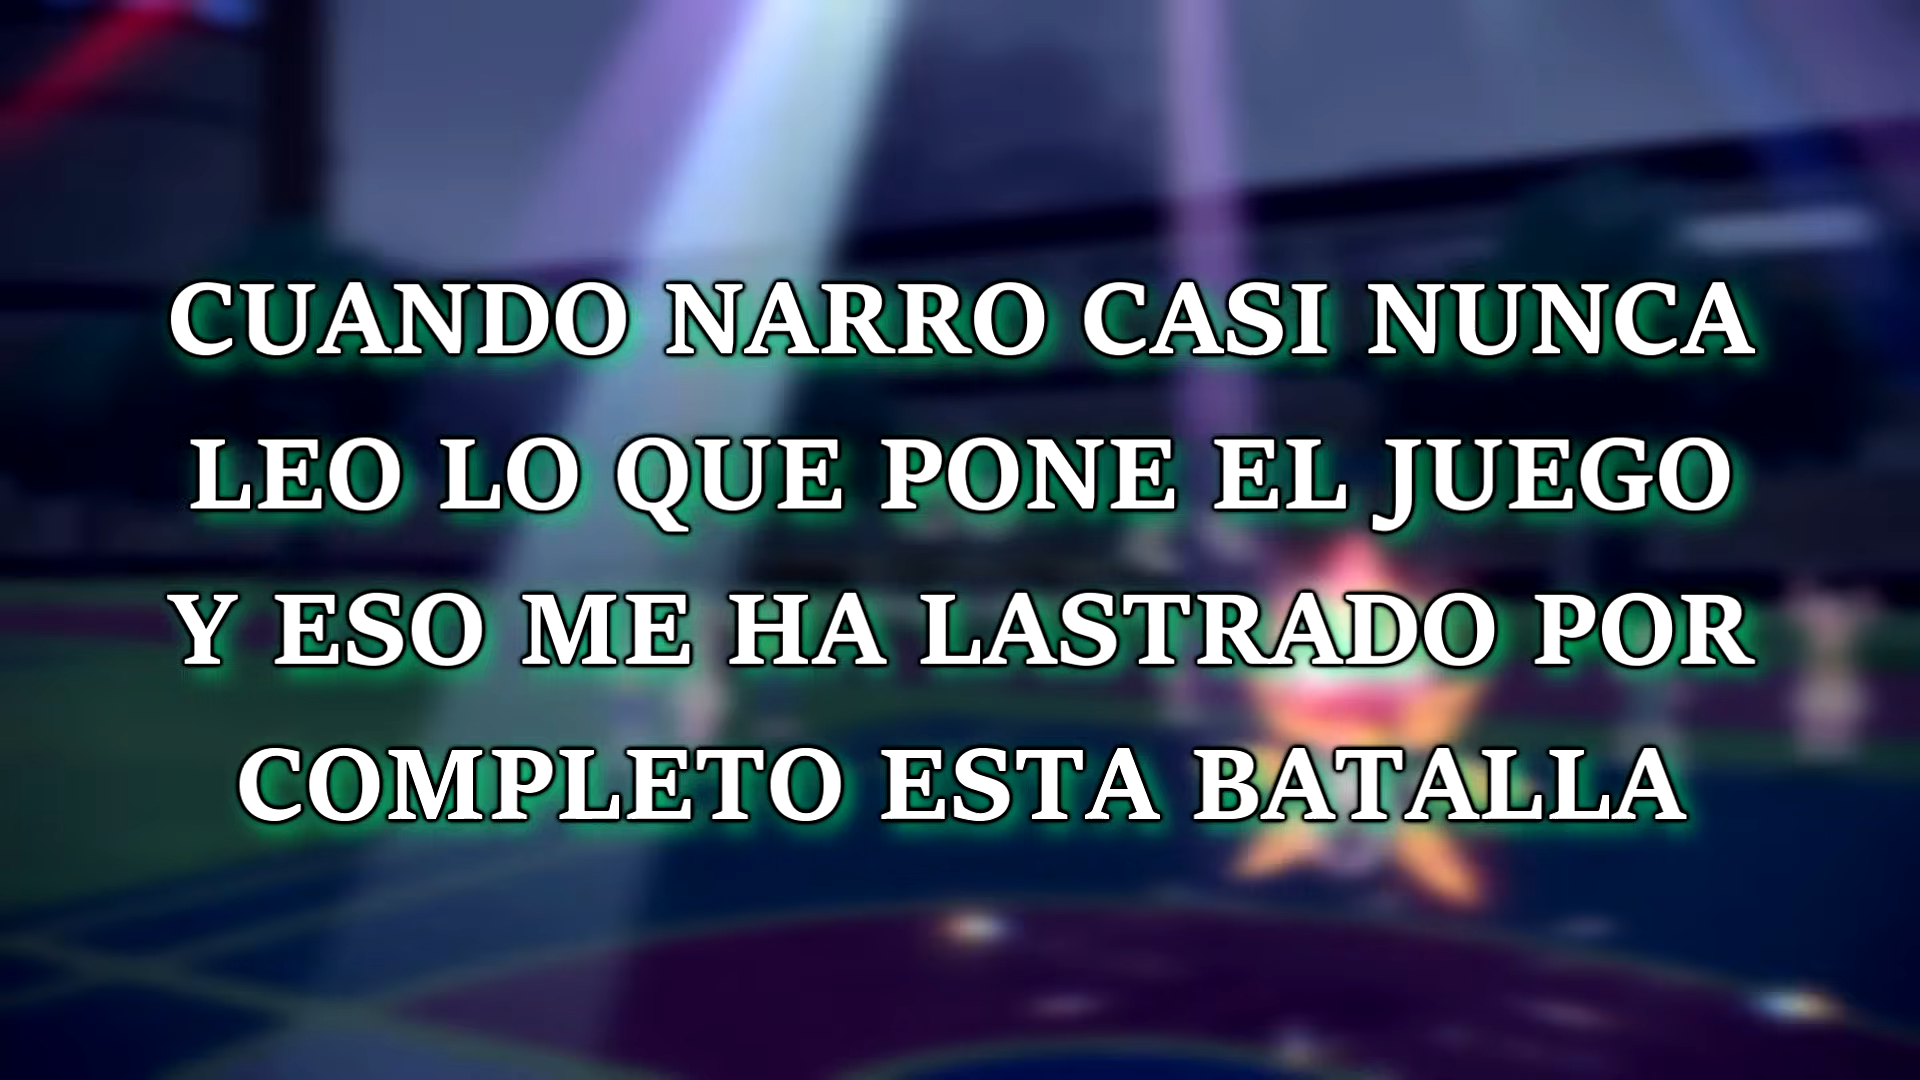 CUANDO NARRO CASI NUNCA
LEO LO QUE PONE EL JUEGO
Y ESO ME HA LASTRADO POR
COMPLETO ESTA BATALLA